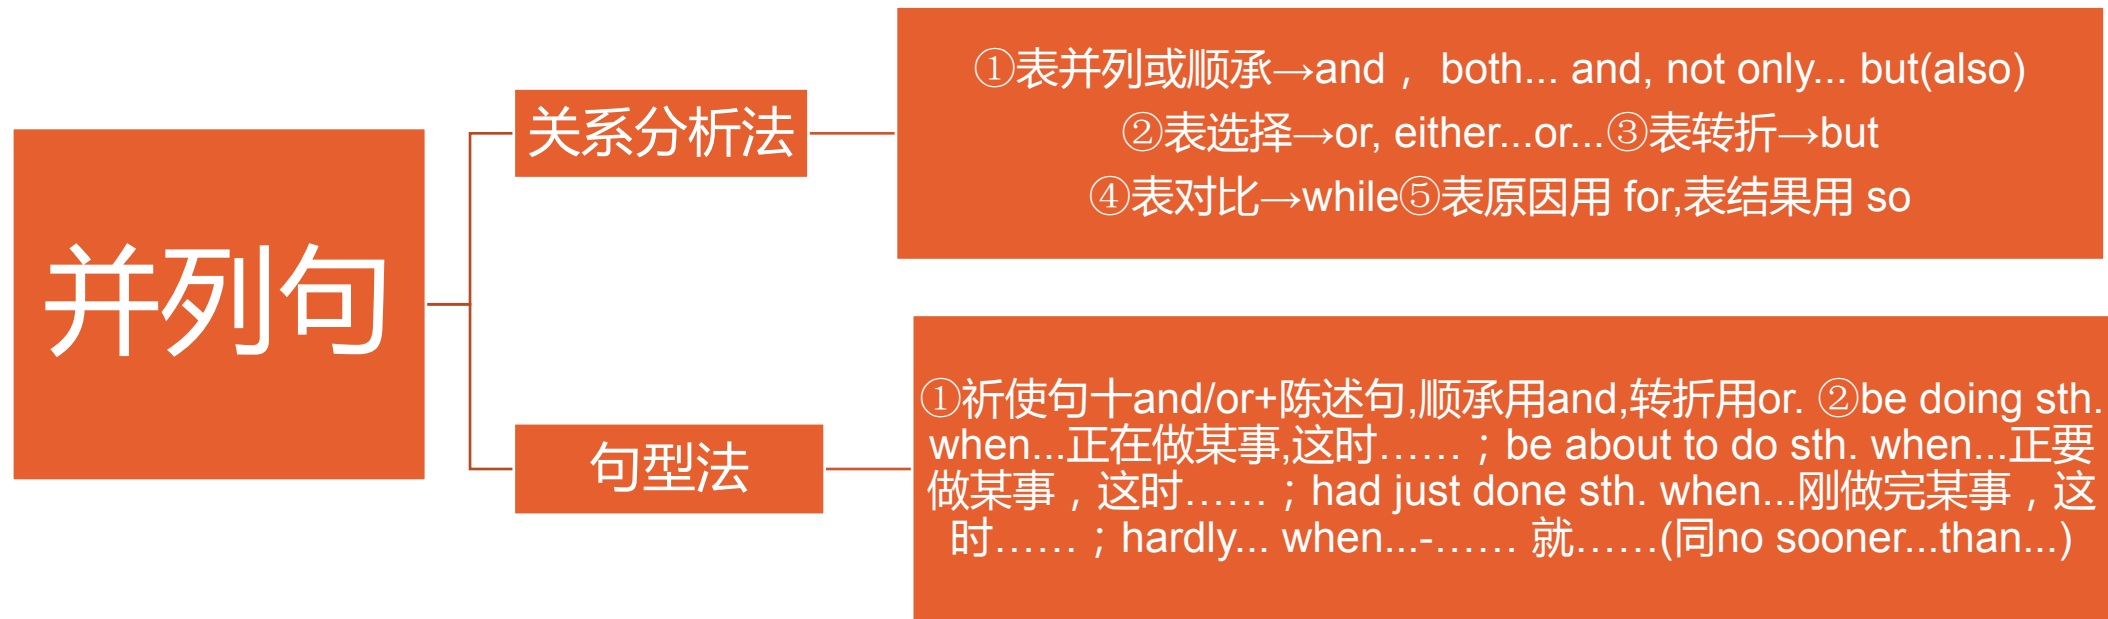 并列句
关系分析法
①表并列或顺承→and， both... and, not only... but(also)
②表选择→or, either...or...③表转折→but
④表对比→while⑤表原因用 for,表结果用 so
句型法
①祈使句十and/or+陈述句,顺承用and,转折用or. ②be doing sth.
when...正在做某事,这时……；be about to do sth. when...正要
做某事，这时……；had just done sth. when...刚做完某事，这
时……；hardly... when...-…… 就……(同no sooner...than...)